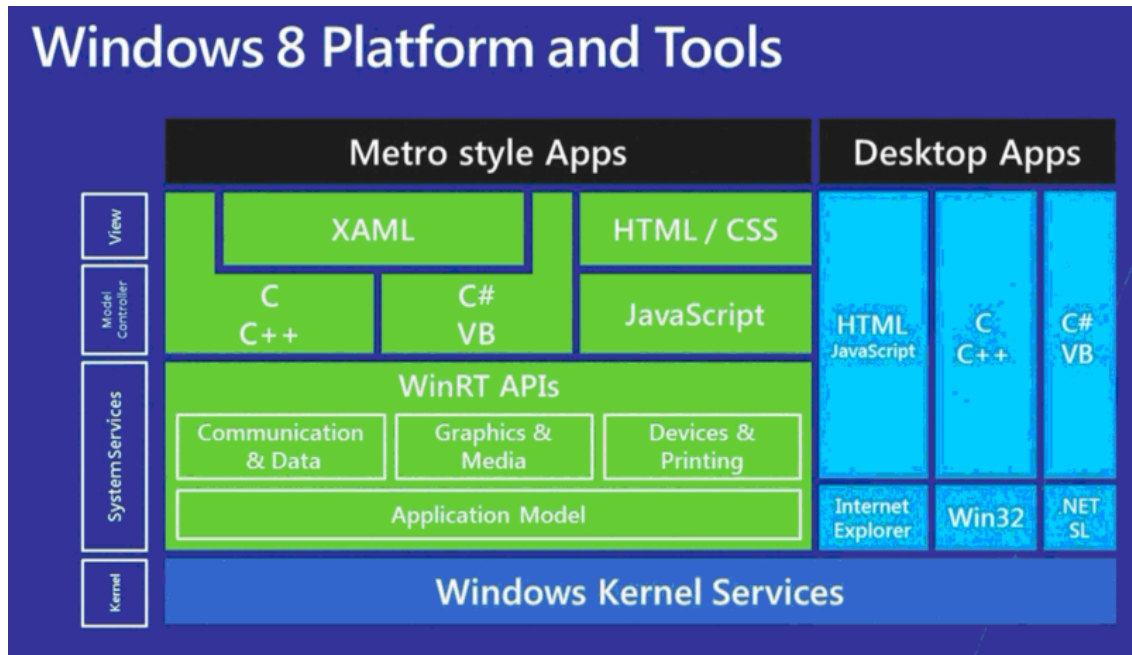 Windows 8 Platform and Tools
Metro style Apps
Desktop Apps
View
XAML
HTML / CSS
Model
Controller
C
C++
C#
VB
JavaScript
HTML
JavaScript
C
C++
C#
VB
System Services
WinRT APIs
Communication
& Data
Graphics &
Media
Devices &
Printing
Application Model
Internet
Explorer
Win32
.NET
SL
Kernel
Windows Kernel Services